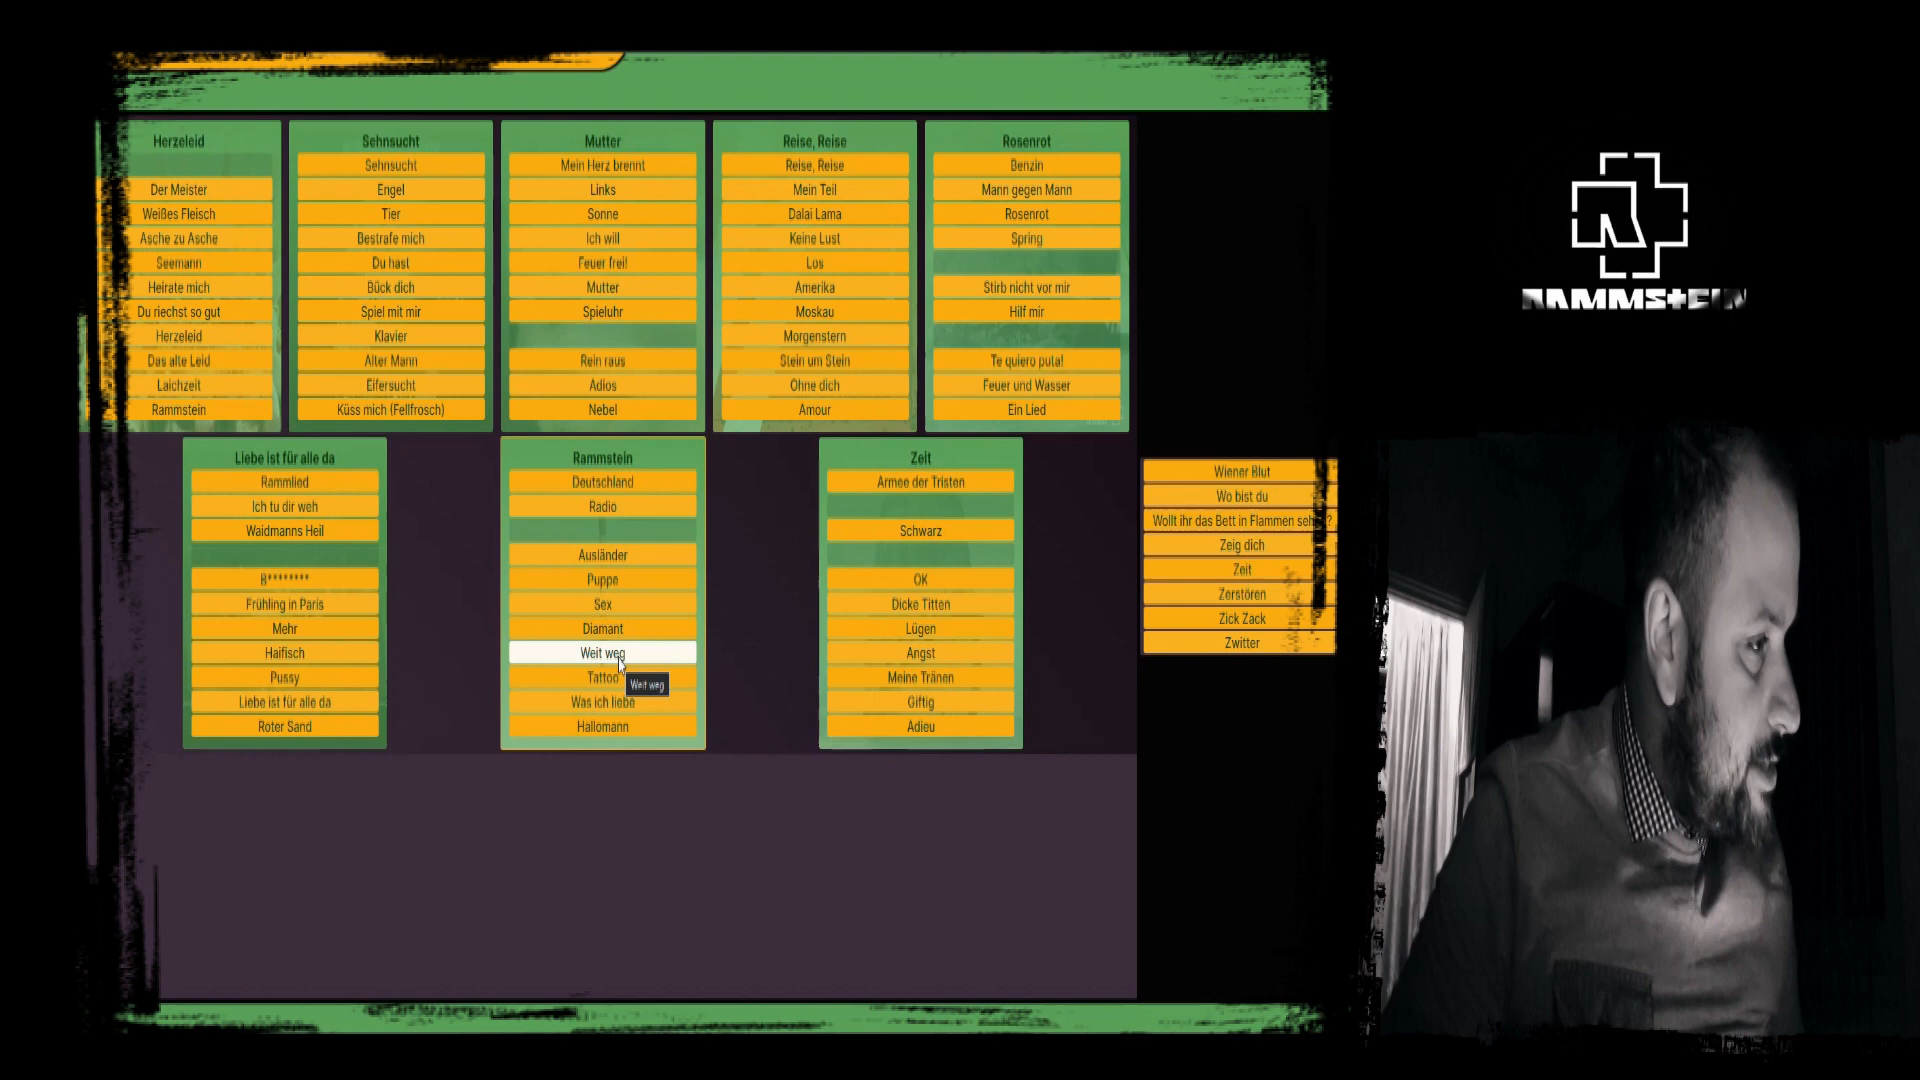 Herzeleid
Der Meister
Weißes Fleisch
Asche zu Asche
Seemann
Heirate mich
Du riechst so gut
Herzeleid
Das alte Leid
Laichzeit
Rammstein
Sehnsucht
Sehnsucht
Engel
Tier
Bestrafe mich
Du hast
Bück dich
Spiel mit mir
Klavier
Alter Mann
Eifersucht
Küss mich (Fellfrosch)
Mutter
Mein Herz brennt
Links
Sonne
Ich will
Feuer frei!
Mutter
Spieluhr
Rein raus
Adios
Nebel
Reise, Reise
Reise, Reise
Mein Teil
Dalai Lama
Keine Lust
Los
Amerika
Moskau
Morgenstern
Stein um Stein
Ohne dich
Amour
Rosenrot
Benzin
Mann gegen Mann
Rosenrot
Spring
Stirb nicht vor mir
Hilf mir
Te quiero puta!
Feuer und Wasser
Ein Lied
Liebe ist für alle da
Rammlied
Ich tu dir weh
Waidmanns Heil
B********
Frühling in Paris
Mehr
Haifisch
Pussy
Liebe ist für alle da
Roter Sand
Rammstein
Deutschland
Radio
Ausländer
Puppe
Sex
Diamant
Weit weg
Tattoo
Weit weg
Was ich liebe
Hallomann
Zeit
Armee der Tristen
Schwarz
OK
Dicke Titten
Lügen
Angst
Meine Tränen
Giftig
Adieu
Wiener Blut
Wo bist du
Wollt ihr das Bett in Flammen sehen?
Zeig dich
Zeit
Zerstören
Zick Zack
Zwitter
RAMMSTEIN